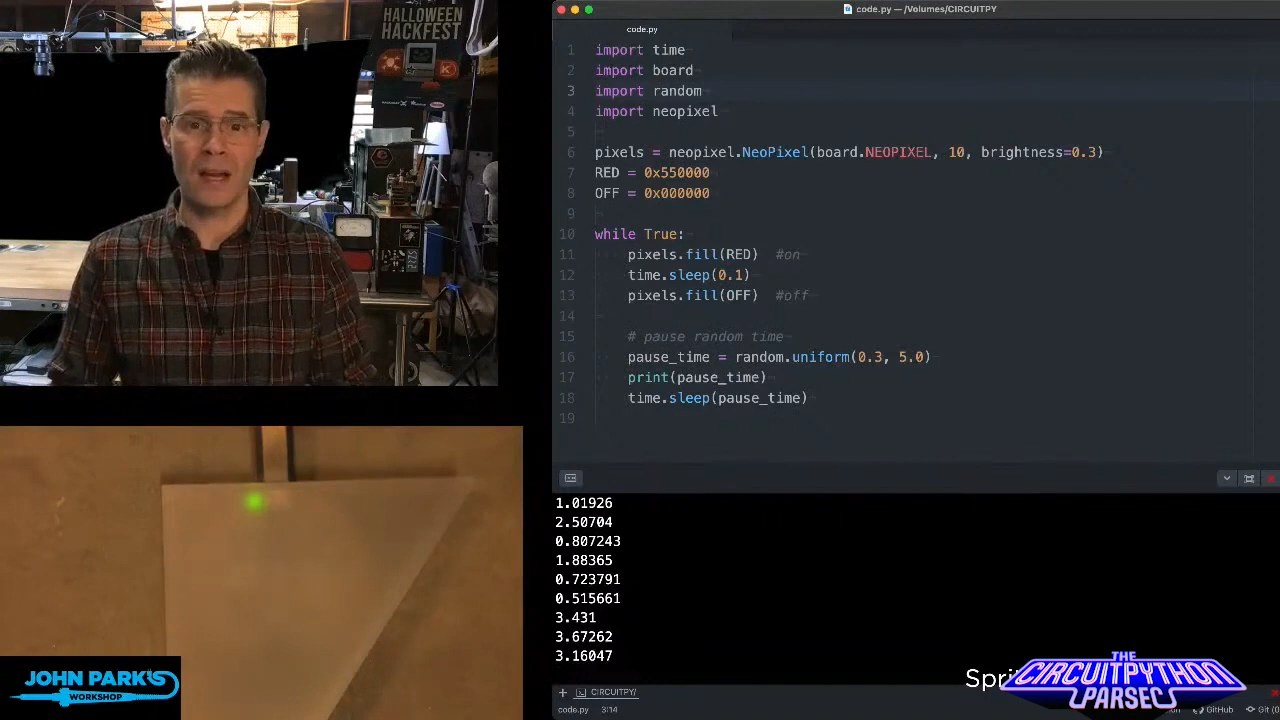 HALLOWEEN
HACKFEST
JOHN PARK'S
WORKSHOP
code.py — /Volumes/CIRCUITPY
code.py
1 import time
2 import board
3 import random
4 import neopixel
5
6 pixels = neopixel.NeoPixel(board.NEOPIXEL, 10, brightness=0.3)
7 RED = 0x550000
8 OFF = 0x000000
9
10 while True:
11 pixels.fill(RED) #on
12 time.sleep(0.1)
13 pixels.fill(OFF) #off
14
15 # pause random time
16 pause_time = random.uniform(0.3, 5.0)
17 print(pause_time)
18 time.sleep(pause_time)
19
1.01926
2.50704
0.807243
1.88365
0.723791
0.515661
3.431
3.67262
3.16047
Spri
THE
CIRCUITPYTHON
PARSEC
+ CIRCUITPY/
code.py 3:14 GitHub Git (0